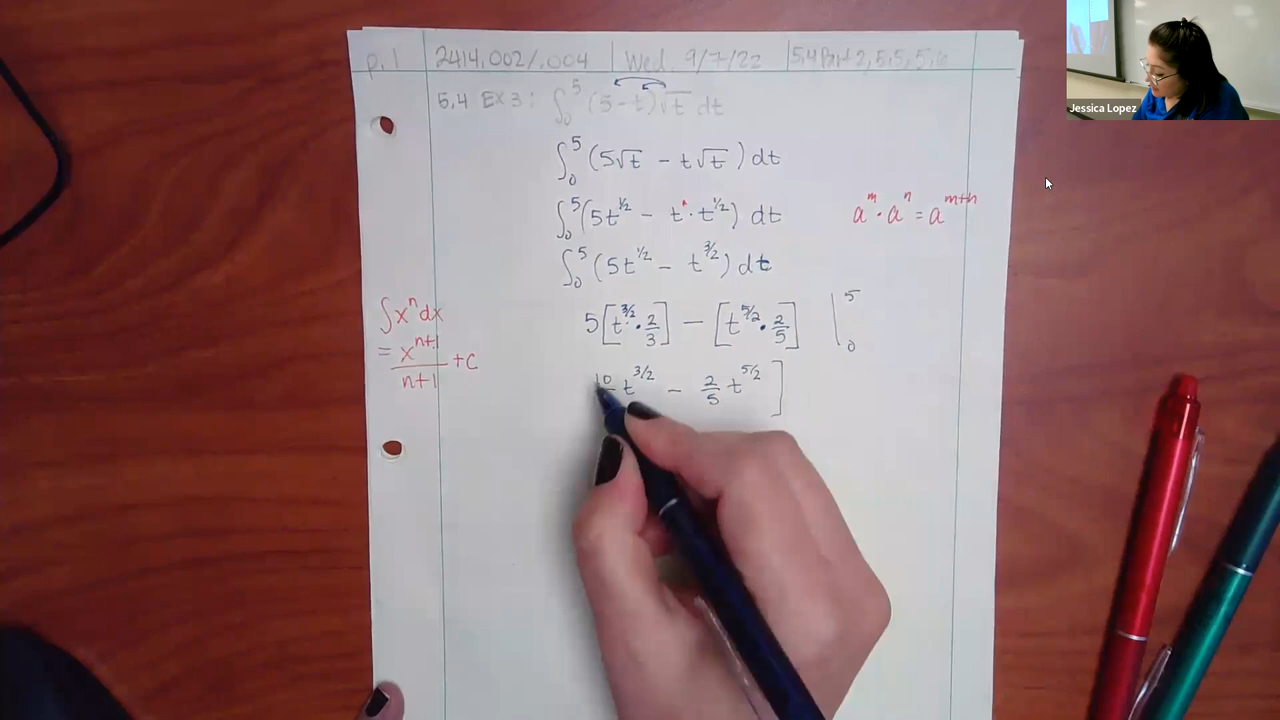 p.1 2414.002/.004 Wed. 9/7/22 5.4 Part 2, 5.5, 5.6
5.4 Ex 3: ∫₀⁵ (5-t)√t dt
∫₀⁵ (5√t - t√t) dt
∫₀⁵ (5t^1/2 - t·t^1/2) dt
a^m · a^n = a^m+n
∫₀⁵ (5t^1/2 - t^3/2) dt
5[t^3/2 · 2/3] - [t^5/2 · 2/5] |₀⁵
∫x^n dx
= x^n+1/n+1 + c
10 t^3/2 - 2/5 t^5/2 ]
Jessica Lopez